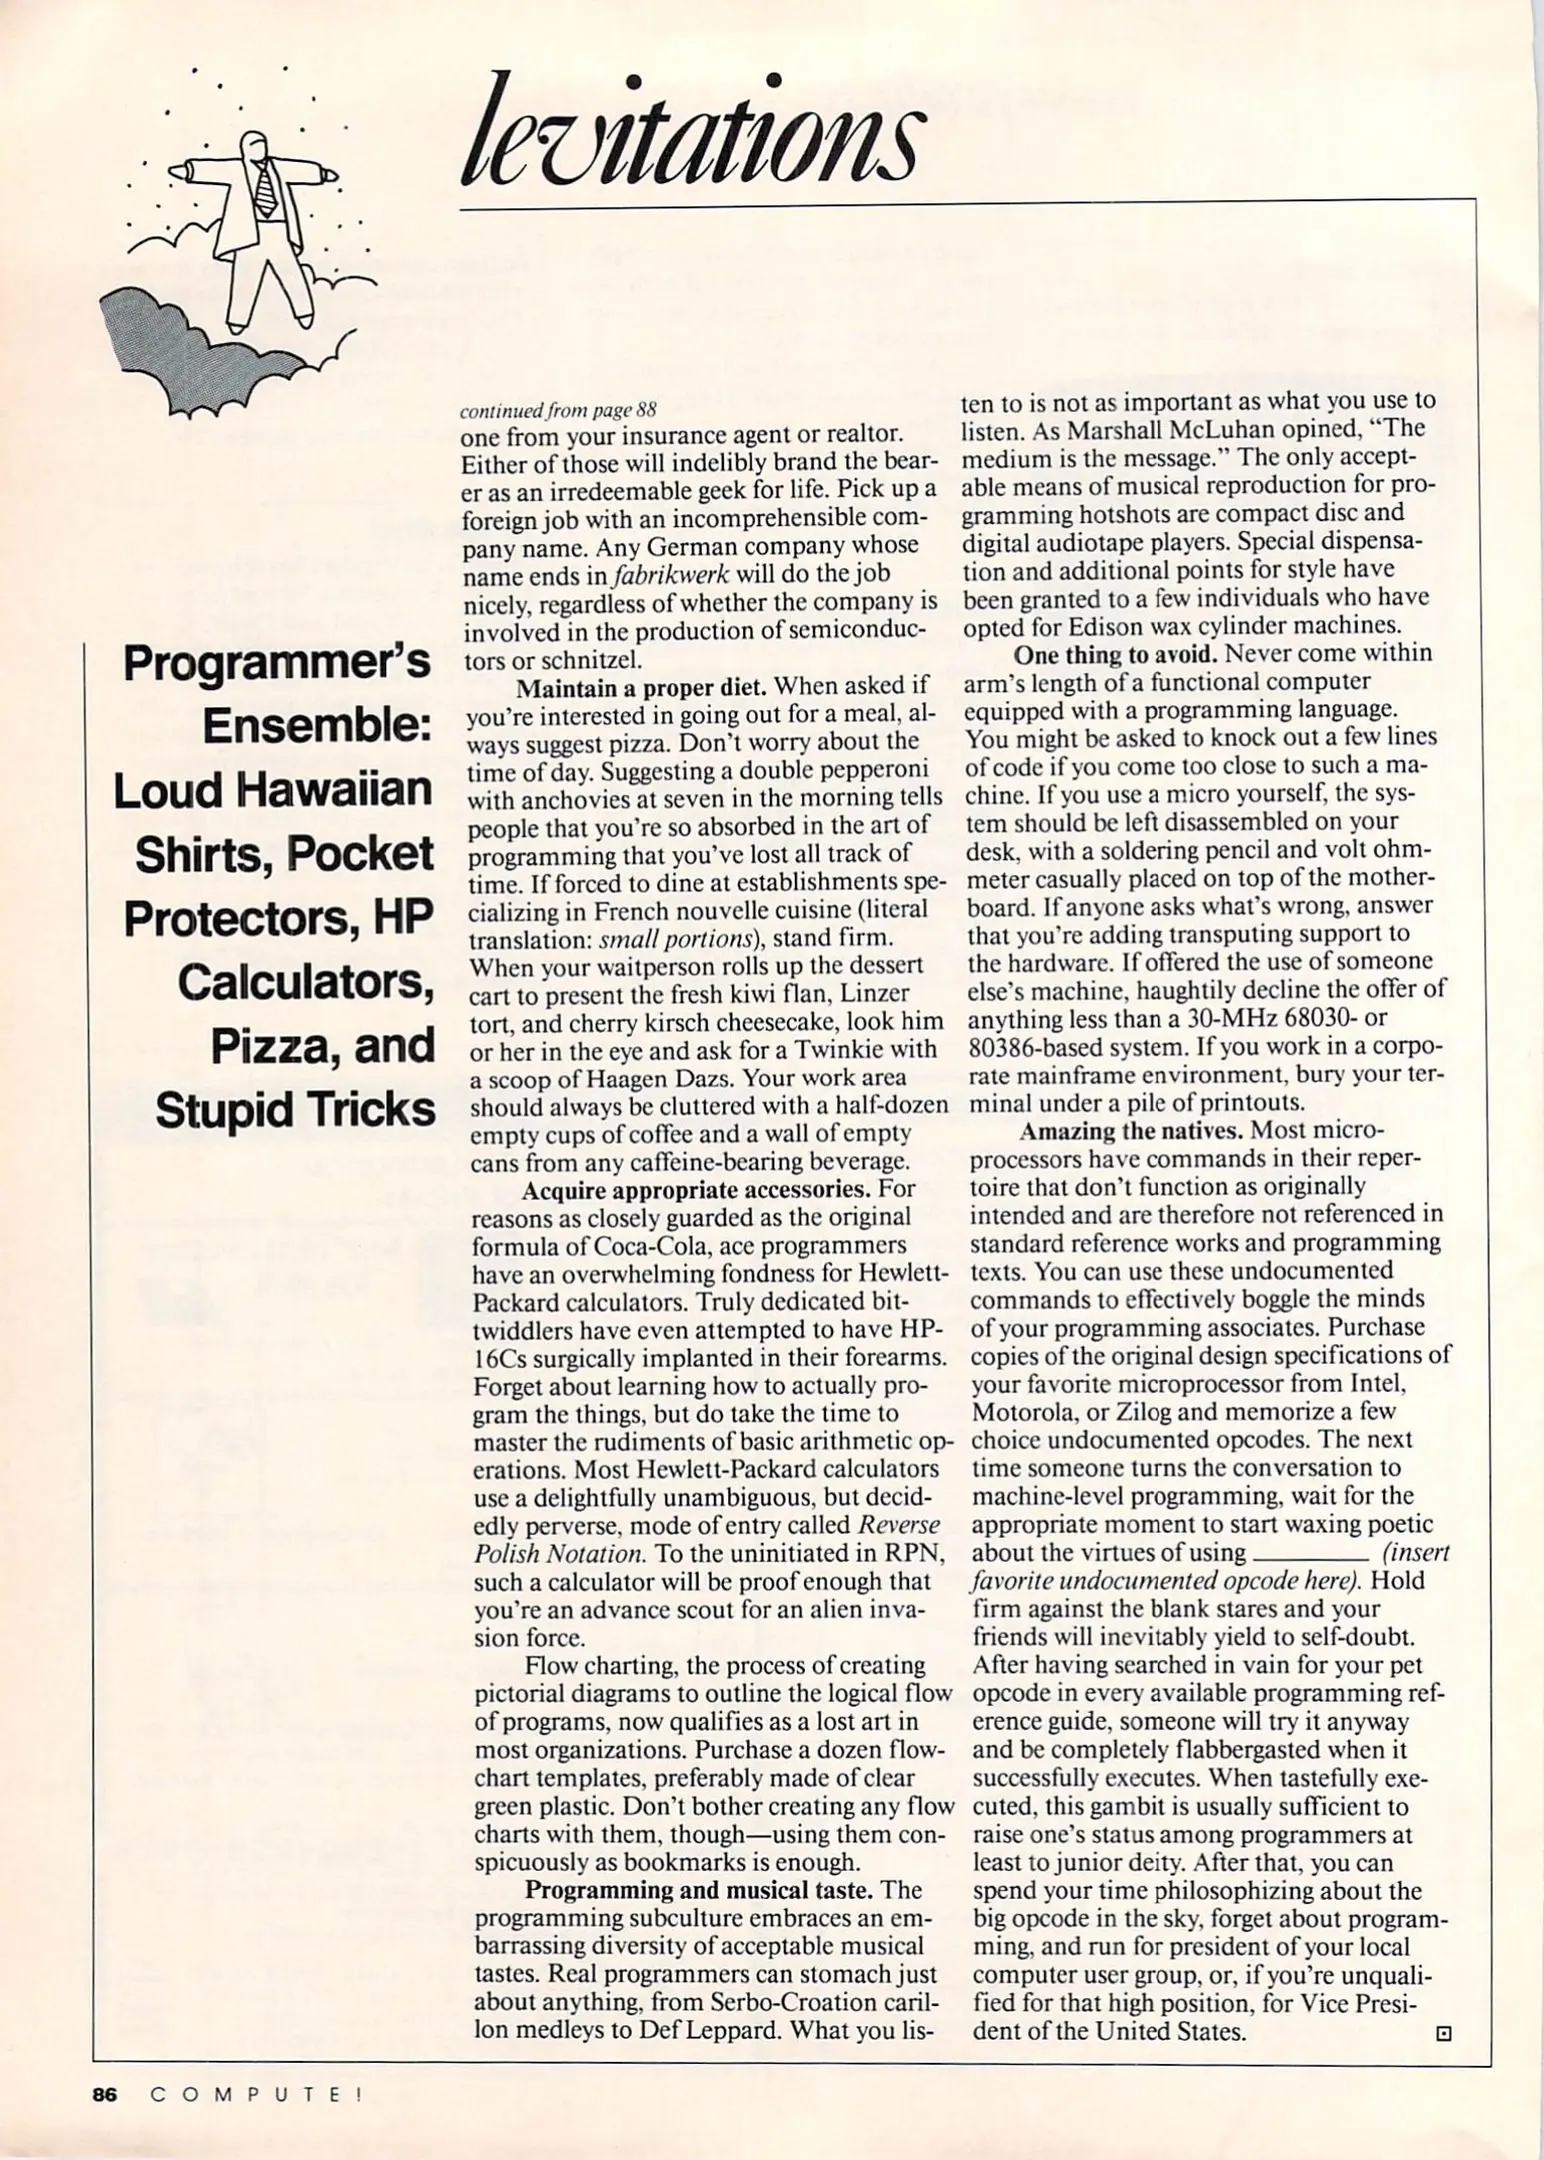 levitations
Programmer's
Ensemble:
Loud Hawaiian
Shirts, Pocket
Protectors, HP
Calculators,
Pizza, and
Stupid Tricks
continued from page 88
one from your insurance agent or realtor.
Either of those will indelibly brand the bear-
er as an irredeemable geek for life. Pick up a
foreign job with an incomprehensible com-
pany name. Any German company whose
name ends in fabrikwerk will do the job
nicely, regardless of whether the company is
involved in the production of semiconduc-
tors or schnitzel.
Maintain a proper diet. When asked if
you're interested in going out for a meal, al-
ways suggest pizza. Don't worry about the
time of day. Suggesting a double pepperoni
with anchovies at seven in the morning tells
people that you're so absorbed in the art of
programming that you've lost all track of
time. If forced to dine at establishments spe-
cializing in French nouvelle cuisine (literal
translation: small portions), stand firm.
When your waitperson rolls up the dessert
cart to present the fresh kiwi flan, Linzer
tort, and cherry kirsch cheesecake, look him
or her in the eye and ask for a Twinkie with
a scoop of Haagen Dazs. Your work area
should always be cluttered with a half-dozen
empty cups of coffee and a wall of empty
cans from any caffeine-bearing beverage.
Acquire appropriate accessories. For
reasons as closely guarded as the original
formula of Coca-Cola, ace programmers
have an overwhelming fondness for Hewlett-
Packard calculators. Truly dedicated bit-
twiddlers have even attempted to have HP-
16Cs surgically implanted in their forearms.
Forget about learning how to actually pro-
gram the things, but do take the time to
master the rudiments of basic arithmetic op-
erations. Most Hewlett-Packard calculators
use a delightfully unambiguous, but decid-
edly perverse, mode of entry called Reverse
Polish Notation. To the uninitiated in RPN,
such a calculator will be proof enough that
you're an advance scout for an alien inva-
sion force.
Flow charting, the process of creating
pictorial diagrams to outline the logical flow
of programs, now qualifies as a lost art in
most organizations. Purchase a dozen flow-
chart templates, preferably made of clear
green plastic. Don't bother creating any flow
charts with them, though—using them con-
spicuously as bookmarks is enough.
Programming and musical taste. The
programming subculture embraces an em-
barrassing diversity of acceptable musical
tastes. Real programmers can stomach just
about anything, from Serbo-Croation caril-
lon medleys to Def Leppard. What you lis-
ten to is not as important as what you use to
listen. As Marshall McLuhan opined, "The
medium is the message." The only accept-
able means of musical reproduction for pro-
gramming hotshots are compact disc and
digital audiotape players. Special dispensa-
tion and additional points for style have
been granted to a few individuals who have
opted for Edison wax cylinder machines.
One thing to avoid. Never come within
arm's length of a functional computer
equipped with a programming language.
You might be asked to knock out a few lines
of code if you come too close to such a ma-
chine. If you use a micro yourself, the sys-
tem should be left disassembled on your
desk, with a soldering pencil and volt ohm-
meter casually placed on top of the mother-
board. If anyone asks what's wrong, answer
that you're adding transputing support to
the hardware. If offered the use of someone
else's machine, haughtily decline the offer of
anything less than a 30-MHz 68030- or
80386-based system. If you work in a corpo-
rate mainframe environment, bury your ter-
minal under a pile of printouts.
Amazing the natives. Most micro-
processors have commands in their reper-
toire that don't function as originally
intended and are therefore not referenced in
standard reference works and programming
texts. You can use these undocumented
commands to effectively boggle the minds
of your programming associates. Purchase
copies of the original design specifications of
your favorite microprocessor from Intel,
Motorola, or Zilog and memorize a few
choice undocumented opcodes. The next
time someone turns the conversation to
machine-level programming, wait for the
appropriate moment to start waxing poetic
about the virtues of using ________ (insert
favorite undocumented opcode here). Hold
firm against the blank stares and your
friends will inevitably yield to self-doubt.
After having searched in vain for your pet
opcode in every available programming ref-
erence guide, someone will try it anyway
and be completely flabbergasted when it
successfully executes. When tastefully exe-
cuted, this gambit is usually sufficient to
raise one's status among programmers at
least to junior deity. After that, you can
spend your time philosophizing about the
big opcode in the sky, forget about program-
ming, and run for president of your local
computer user group, or, if you're unquali-
fied for that high position, for Vice Presi-
dent of the United States.
86 COMPUTE!